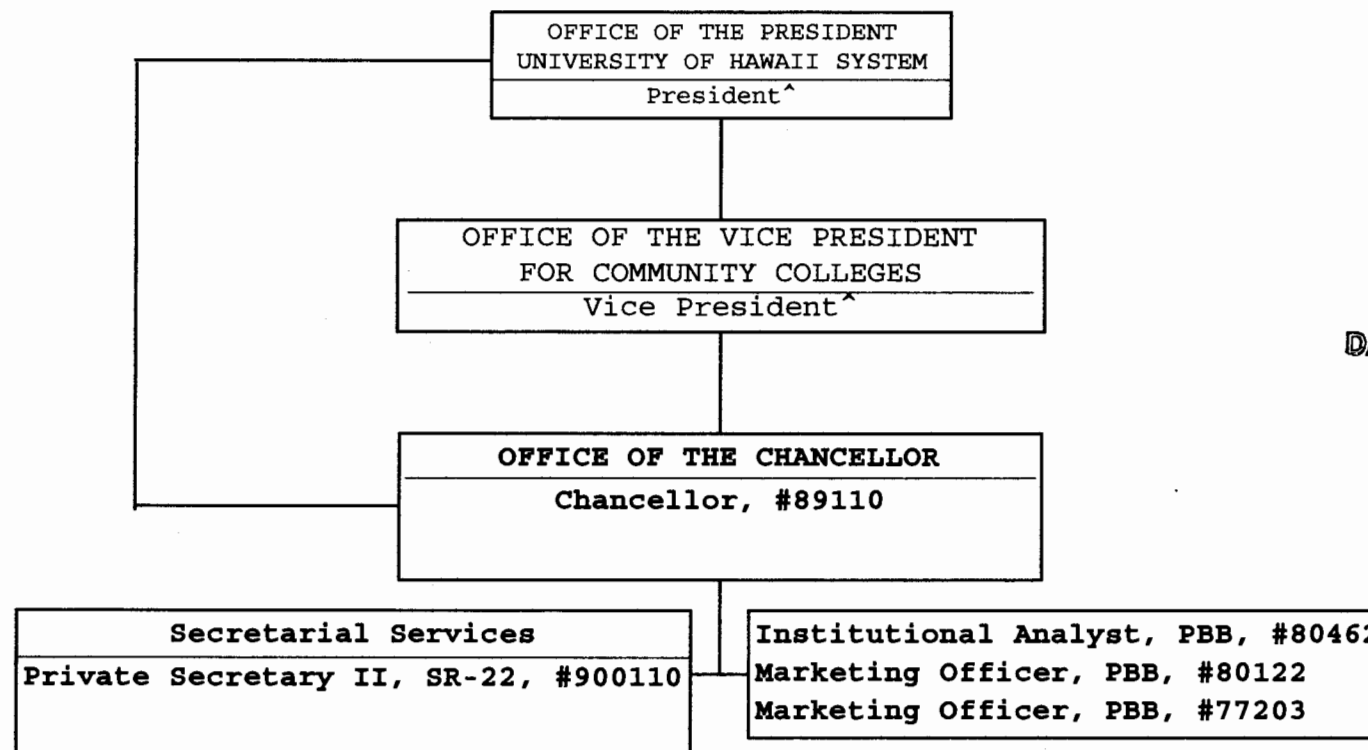 OFFICE OF THE PRESIDENT
UNIVERSITY OF HAWAII SYSTEM
President^
OFFICE OF THE VICE PRESIDENT
FOR COMMUNITY COLLEGES
Vice President^
OFFICE OF THE CHANCELLOR
Chancellor, #89110
Secretarial Services
Private Secretary II, SR-22, #900110
Institutional Analyst, PBB,
Marketing Officer, PBB, #80122
Marketing Officer, PBB, #77203